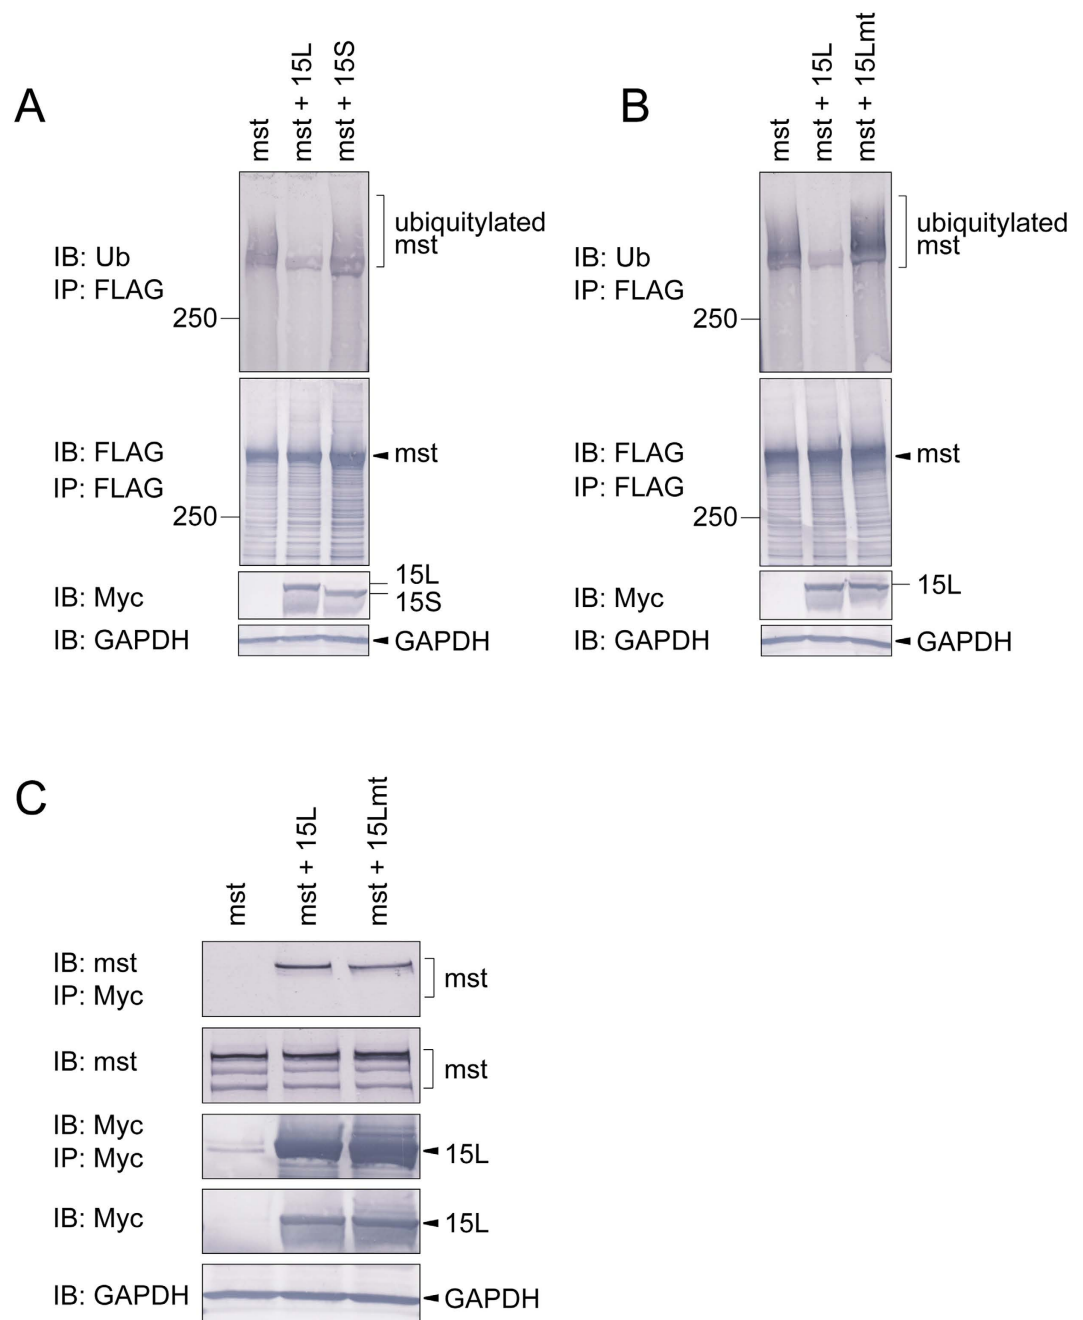 A
mst
mst + 15L
mst + 15S
IB: Ub
IP: FLAG
250
ubiquitylated
mst
IB: FLAG
IP: FLAG
250
mst
IB: Myc
15L
15S
IB: GAPDH
GAPDH
B
mst
mst + 15L
mst + 15Lmt
IB: Ub
IP: FLAG
250
ubiquitylated
mst
IB: FLAG
IP: FLAG
250
mst
IB: Myc
15L
IB: GAPDH
GAPDH
C
mst
mst + 15L
mst + 15Lmt
IB: mst
IP: Myc
mst
IB: mst
mst
IB: Myc
IP: Myc
15L
IB: Myc
15L
IB: GAPDH
GAPDH